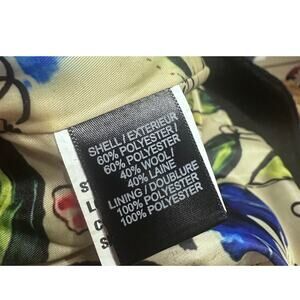 SHELL / EXTERIEUR
60% POLYESTER /
60% POLYESTER
40% WOOL /
40% LAINE
LINING / DOUBLURE
100% POLYESTER /
100% POLYESTER
S
L
C
S